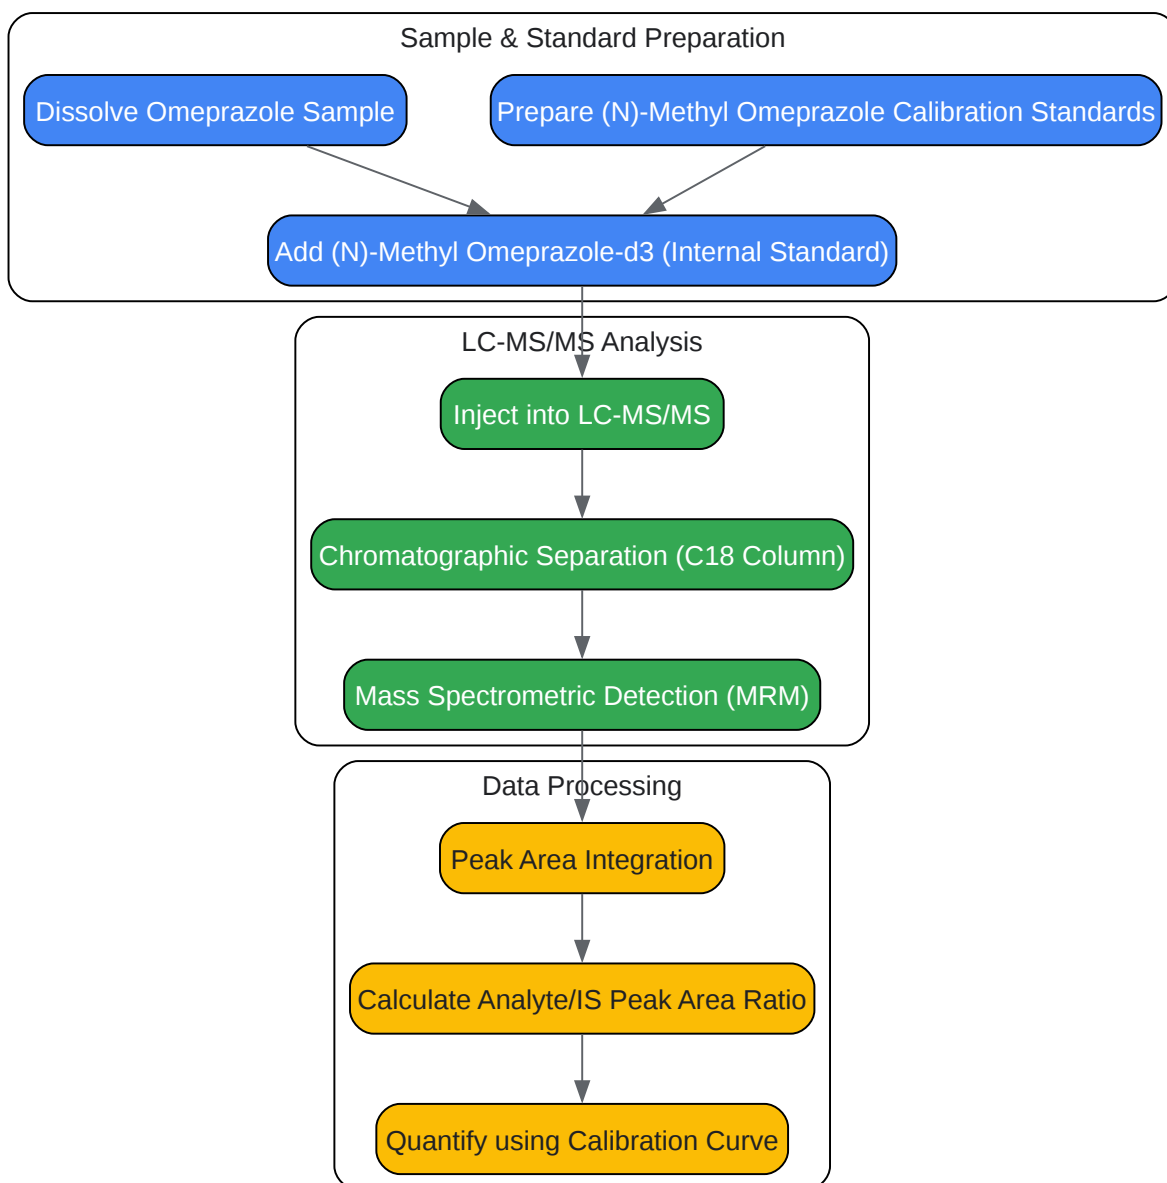 Sample & Standard Preparation
Dissolve Omeprazole Sample
Prepare (N)-Methyl Omeprazole Calibration Standards
Add (N)-Methyl Omeprazole-d3 (Internal Standard)
LC-MS/MS Analysis
Inject into LC-MS/MS
Chromatographic Separation (C18 Column)
Mass Spectrometric Detection (MRM)
Data Processing
Peak Area Integration
Calculate Analyte/IS Peak Area Ratio
Quantify using Calibration Curve